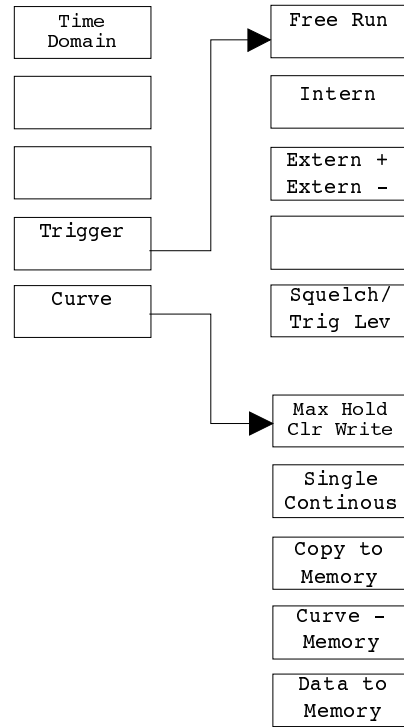 Time
Domain
Trigger
Curve
Free Run
Intern
Extern +
Extern -
Squelch/
Trig Lev
Max Hold
Clr Write
Single
Continous
Copy to
Memory
Curve -
Memory
Data to
Memory